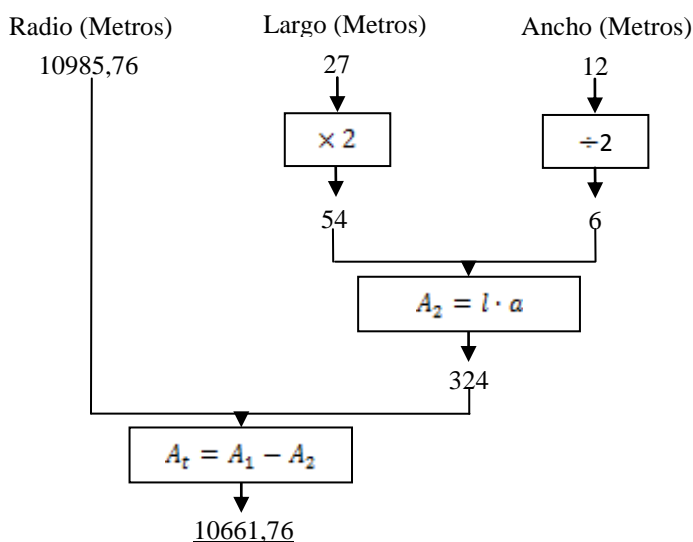 Radio (Metros) Largo (Metros) Ancho (Metros)
10985,76 27 12
× 2 ÷2
54 6
A₂ = l · a
324
Aₜ = A₁ − A₂
10661,76